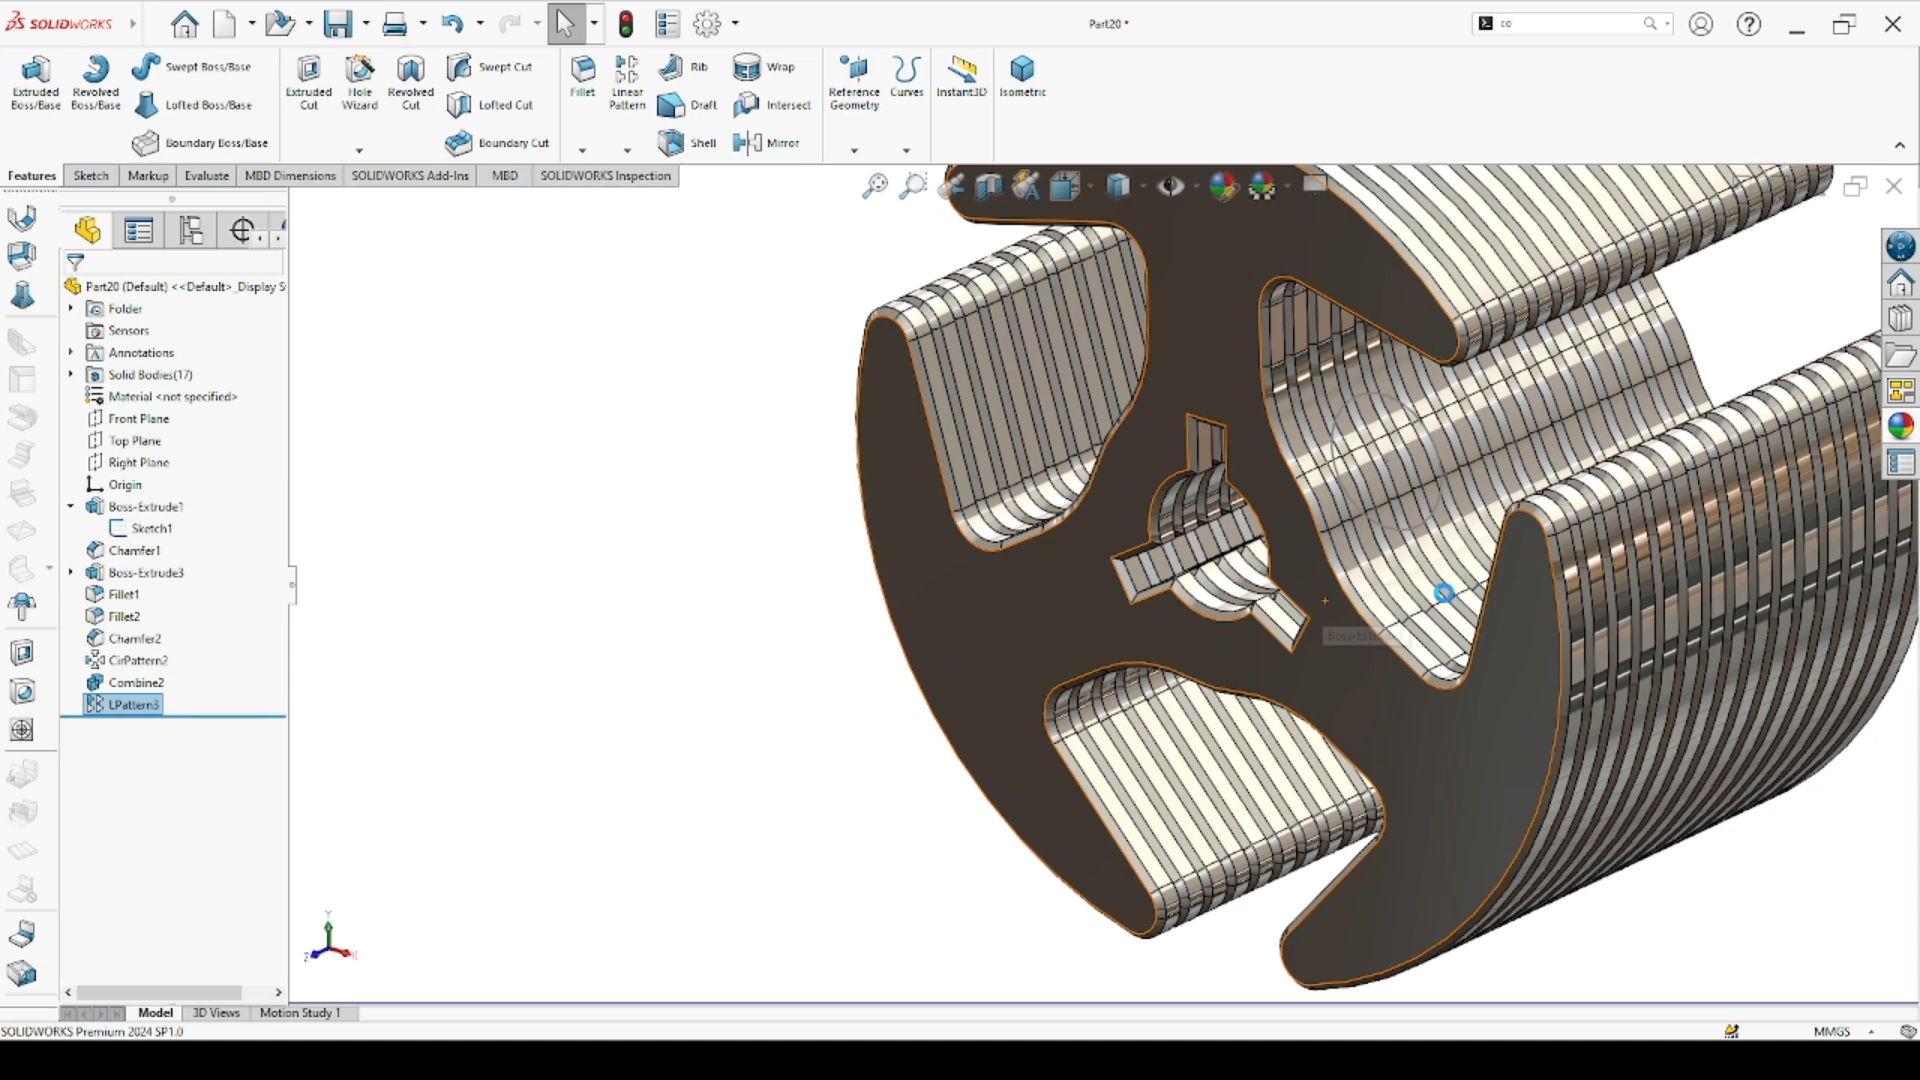 SOLIDWORKS
Part20 *
co
Extruded Boss/Base
Revolved Boss/Base
Swept Boss/Base
Lofted Boss/Base
Boundary Boss/Base
Extruded Cut
Hole Wizard
Revolved Cut
Swept Cut
Lofted Cut
Boundary Cut
Fillet
Linear Pattern
Rib
Draft
Shell
Wrap
Intersect
Mirror
Reference Geometry
Curves
Instant3D
Isometric
Features
Sketch
Markup
Evaluate
MBD Dimensions
SOLIDWORKS Add-Ins
MBD
SOLIDWORKS Inspection
Part20 (Default) <<Default>_Display S
Folder
Sensors
Annotations
Solid Bodies(17)
Material <not specified>
Front Plane
Top Plane
Right Plane
Origin
Boss-Extrude1
Sketch1
Chamfer1
Boss-Extrude3
Fillet1
Fillet2
Chamfer2
CirPattern2
Combine2
LPattern3
Y
Z
X
Model
3D Views
Motion Study 1
SOLIDWORKS Premium 2024 SP1.0
MMGS